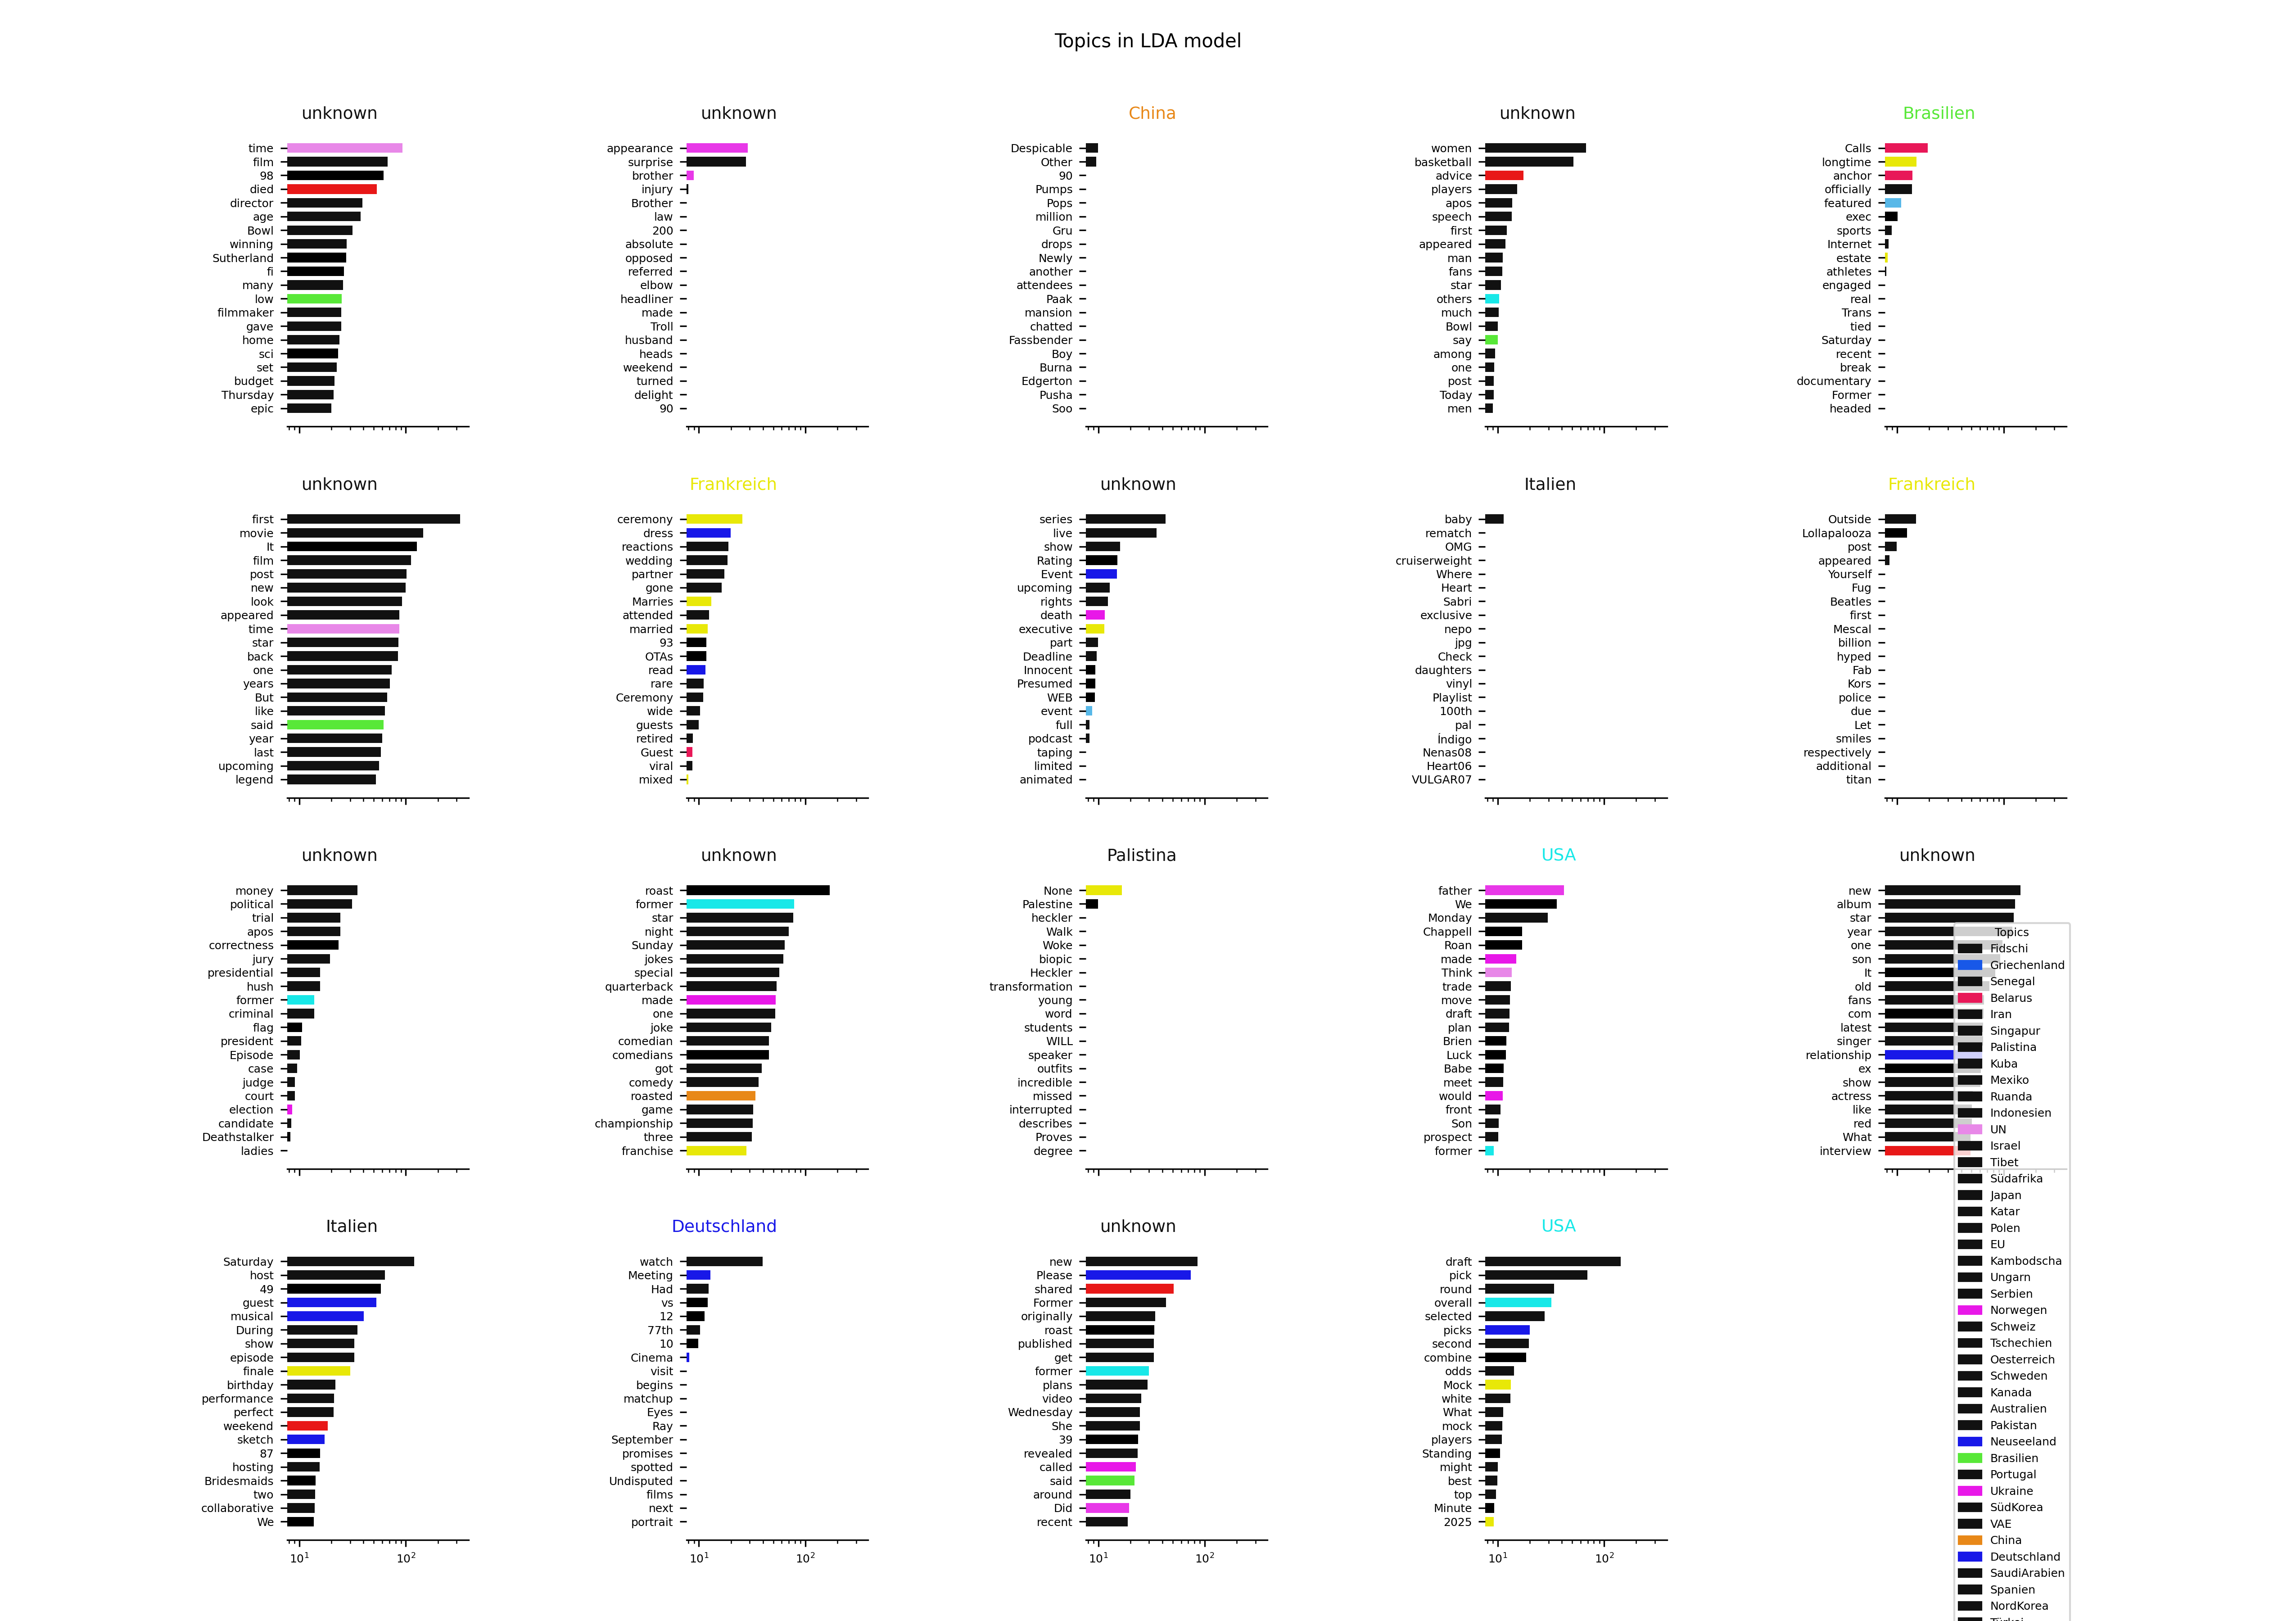 Topics in LDA model
unknown
time
film
98
died
director
age
Bowl
winning
Sutherland
fi
many
low
filmmaker
gave
home
sci
set
budget
Thursday
epic
unknown
appearance
surprise
brother
injury
Brother
law
200
absolute
opposed
referred
elbow
headliner
made
Troll
husband
heads
weekend
turned
delight
90
China
Despicable
Other
90
Pumps
Pops
million
Gru
drops
Newly
another
attendees
Paak
mansion
chatted
Fassbender
Boy
Burna
Edgerton
Pusha
Soo
unknown
women
basketball
advice
players
apos
speech
first
appeared
man
fans
star
others
much
Bowl
say
among
one
post
Today
men
Brasilien
Calls
longtime
anchor
officially
featured
exec
sports
Internet
estate
athletes
engaged
real
Trans
tied
Saturday
recent
break
documentary
Former
headed
unknown
first
movie
It
film
post
new
look
appeared
time
star
back
one
years
But
like
said
year
last
upcoming
legend
Frankreich
ceremony
dress
reactions
wedding
partner
gone
Marries
attended
married
93
OTAs
read
rare
Ceremony
wide
guests
retired
Guest
viral
mixed
unknown
series
live
show
Rating
Event
upcoming
rights
death
executive
part
Deadline
Innocent
Presumed
WEB
event
full
podcast
taping
limited
animated
Italien
baby
rematch
OMG
cruiserweight
Where
Heart
Sabri
exclusive
nepo
jpg
Check
daughters
vinyl
Playlist
100th
pal
Índigo
Nenas08
Heart06
VULGAR07
Frankreich
Outside
Lollapalooza
post
appeared
Yourself
Fug
Beatles
first
Mescal
billion
hyped
Fab
Kors
police
due
Let
smiles
respectively
additional
titan
unknown
money
political
trial
apos
correctness
jury
presidential
hush
former
criminal
flag
president
Episode
case
judge
court
election
candidate
Deathstalker
ladies
unknown
roast
former
star
night
Sunday
jokes
special
quarterback
made
one
joke
comedian
comedians
got
comedy
roasted
game
championship
three
franchise
Palistina
None
Palestine
heckler
Walk
Woke
biopic
Heckler
transformation
young
word
students
WILL
speaker
outfits
incredible
missed
interrupted
describes
Proves
degree
USA
father
We
Monday
Chappell
Roan
made
Think
trade
move
draft
plan
Brien
Luck
Babe
meet
would
front
Son
prospect
former
unknown
new
album
star
year
one
son
It
old
fans
com
latest
singer
relationship
ex
show
actress
like
red
What
interview
Italien
Saturday
host
49
guest
musical
During
show
episode
finale
birthday
performance
perfect
weekend
sketch
87
hosting
Bridesmaids
two
collaborative
We
10¹
10²
Deutschland
watch
Meeting
Had
vs
12
77th
10
Cinema
visit
begins
matchup
Eyes
Ray
September
promises
spotted
Undisputed
films
next
portrait
10¹
10²
unknown
new
Please
shared
Former
originally
roast
published
get
former
plans
video
Wednesday
She
39
revealed
called
said
around
Did
recent
10¹
10²
USA
draft
pick
round
overall
selected
picks
second
combine
odds
Mock
white
What
mock
players
Standing
might
best
top
Minute
2025
10¹
10²
Topics
Fidschi
Griechenland
Senegal
Belarus
Iran
Singapur
Palistina
Kuba
Mexiko
Ruanda
Indonesien
UN
Israel
Tibet
Südafrika
Japan
Katar
Polen
EU
Kambodscha
Ungarn
Serbien
Norwegen
Schweiz
Tschechien
Oesterreich
Schweden
Kanada
Australien
Pakistan
Neuseeland
Brasilien
Portugal
Ukraine
SüdKorea
VAE
China
Deutschland
SaudiArabien
Spanien
NordKorea